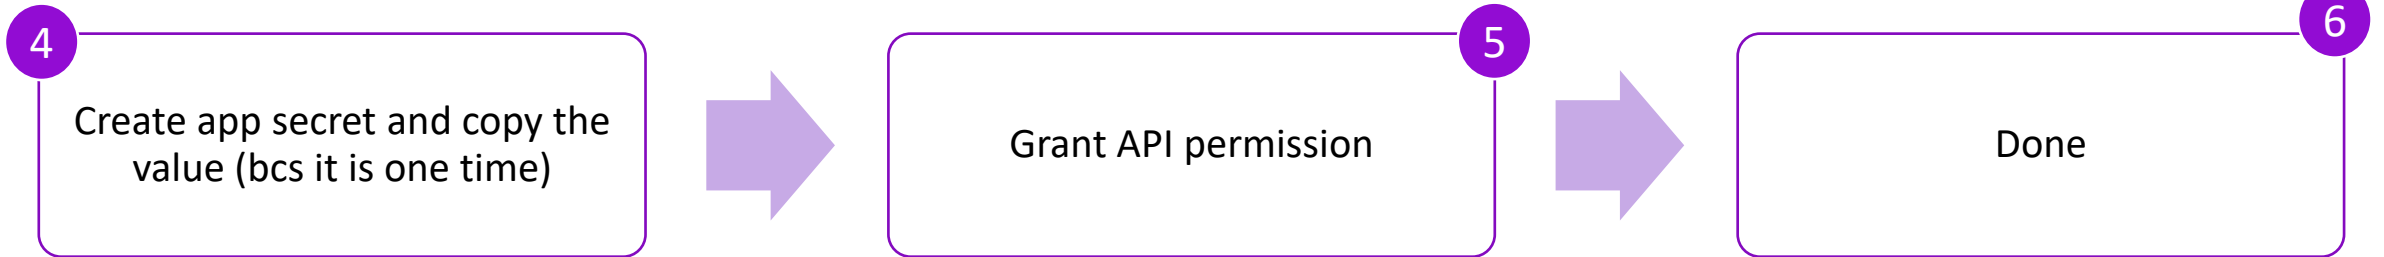 4
Create app secret and copy the
value (bcs it is one time)
5
Grant API permission
6
Done